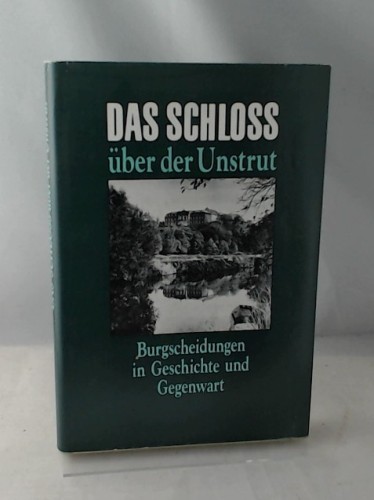 DAS SCHLOSS
über der Unstrut
Burgscheidungen
in Geschichte und
Gegenwart